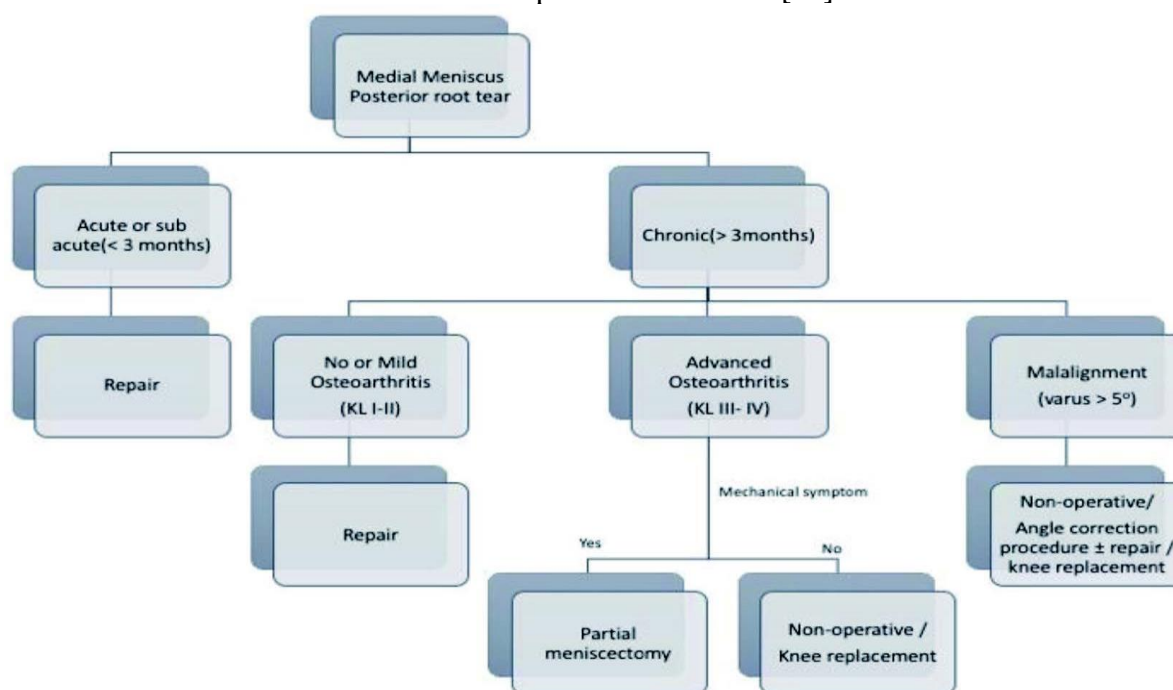 Medial Meniscus
Posterior root tear
Acute or sub
acute(< 3 months)
Chronic(> 3months)
Repair
No or Mild
Osteoarthritis
(KL I-II)
Advanced
Osteoarthritis
(KL III- IV)
Malalignment
(varus > 5º)
Repair
Mechanical symptom
Yes
No
Partial
meniscectomy
Non-operative /
Knee replacement
Non-operative/
Angle correction
procedure ± repair /
knee replacement